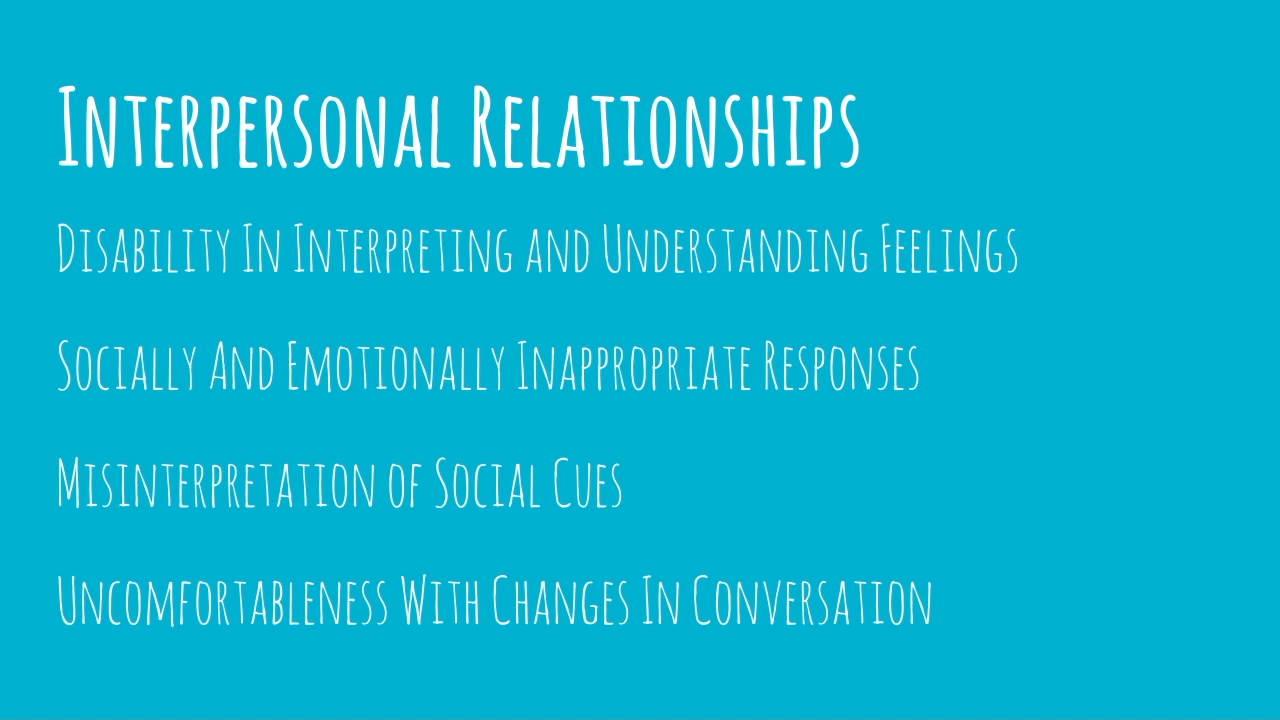 Interpersonal Relationships
Disability In Interpreting and Understanding Feelings
Socially And Emotionally Inappropriate Responses
Misinterpretation of Social Cues
Uncomfortableness With Changes In Conversation